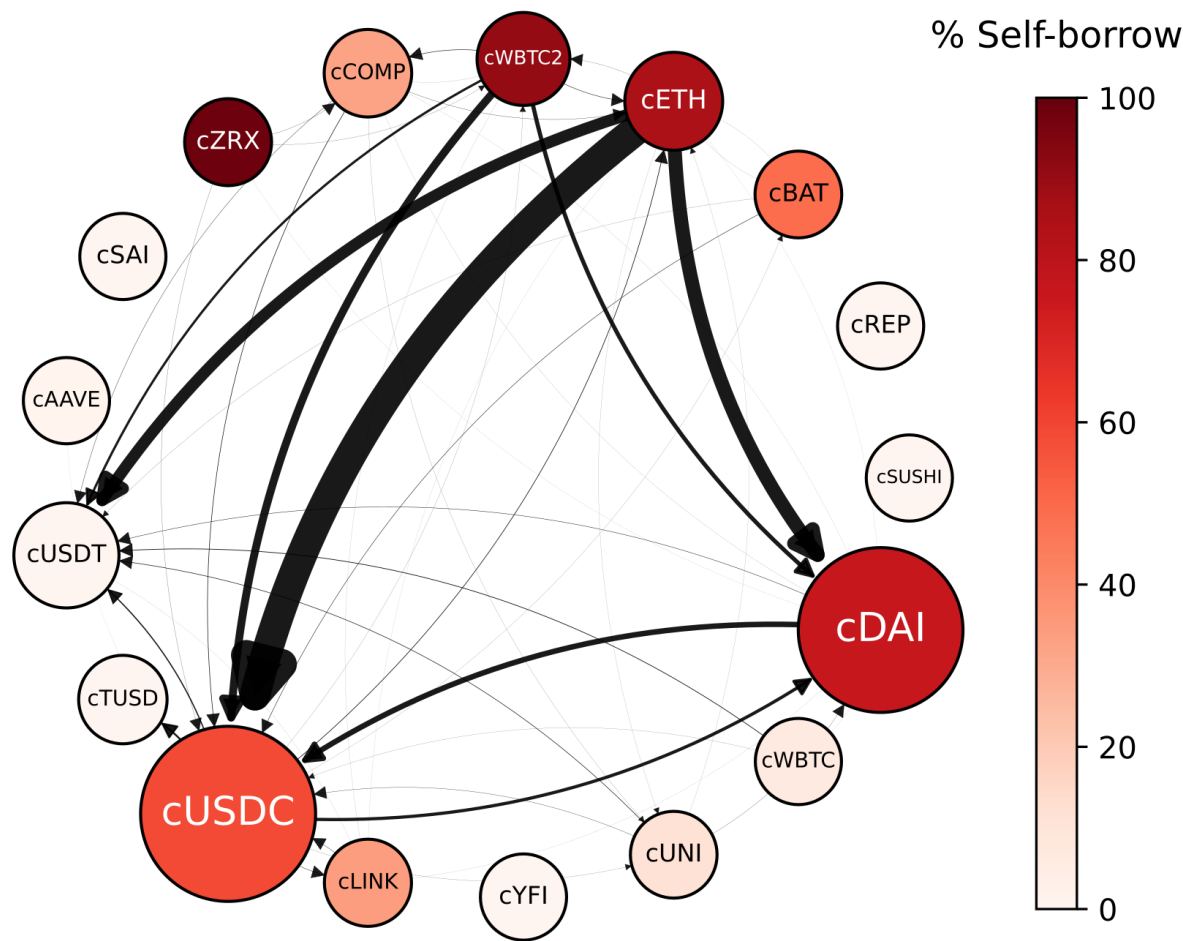 % Self-borrow
cWBTC2
cCOMP
cETH
cZRX
cBAT
cSAI
cREP
cAAVE
cSUSHI
cUSDT
cDAI
cTUSD
cWBTC
cUSDC
cUNI
cLINK
cYFI
100
80
60
40
20
0